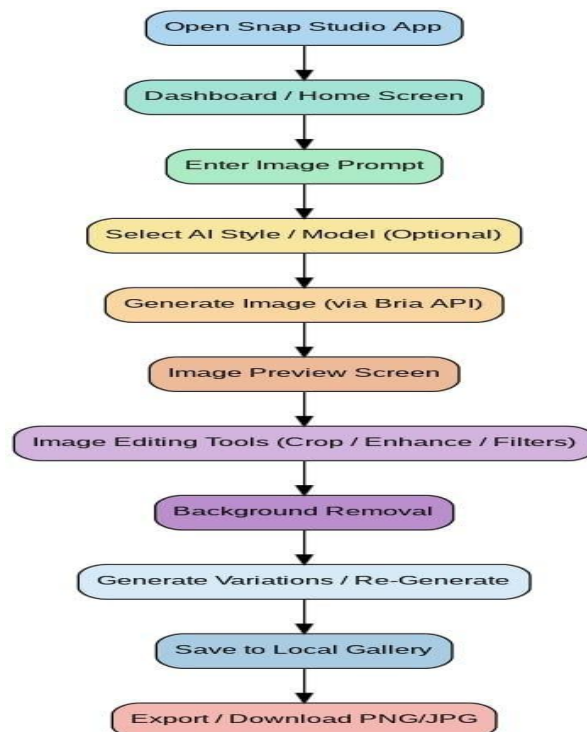 Open Snap Studio App
Dashboard / Home Screen
Enter Image Prompt
Select AI Style / Model (Optional)
Generate Image (via Bria API)
Image Preview Screen
Image Editing Tools (Crop / Enhance / Filters)
Background Removal
Generate Variations / Re-Generate
Save to Local Gallery
Export / Download PNG/JPG